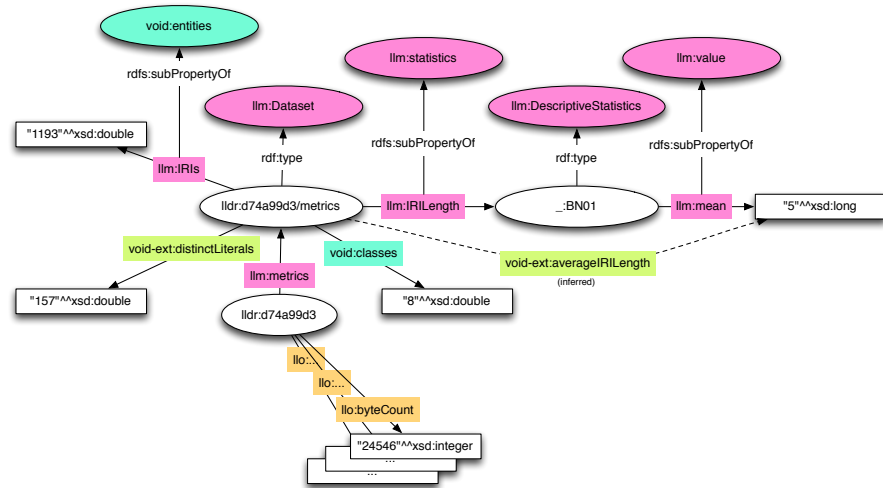 void:entities
rdfs:subPropertyOf
llm:statistics
llm:value
llm:Dataset
llm:DescriptiveStatistics
"1193"^^xsd:double
rdfs:subPropertyOf
rdfs:subPropertyOf
rdf:type
rdf:type
llm:IRIs
lldr:d74a99d3/metrics
llm:IRILength
_:BN01
llm:mean
"5"^^xsd:long
void-ext:distinctLiterals
void:classes
void-ext:averageIRILength
(inferred)
llm:metrics
"157"^^xsd:double
"8"^^xsd:double
lldr:d74a99d3
llo:...
llo:...
llo:byteCount
"24546"^^xsd:integer
...
...